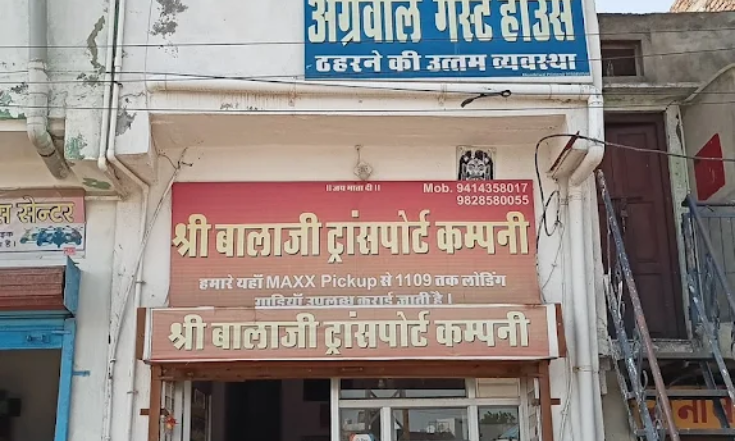 अग्रवाल गेस्ट हाउस
ठहरने की उत्तम व्यवस्था
॥ जय माता दी ॥
Mob. 9414358017
9828580055
श्री बालाजी ट्रांसपोर्ट कम्पनी
हमारे यहाँ MAXX Pickup से 1109 तक लोडिंग
गाडियाँ उपलब्ध कराई जाती है।
श्री बालाजी ट्रांसपोर्ट कम्पनी
सेन्टर